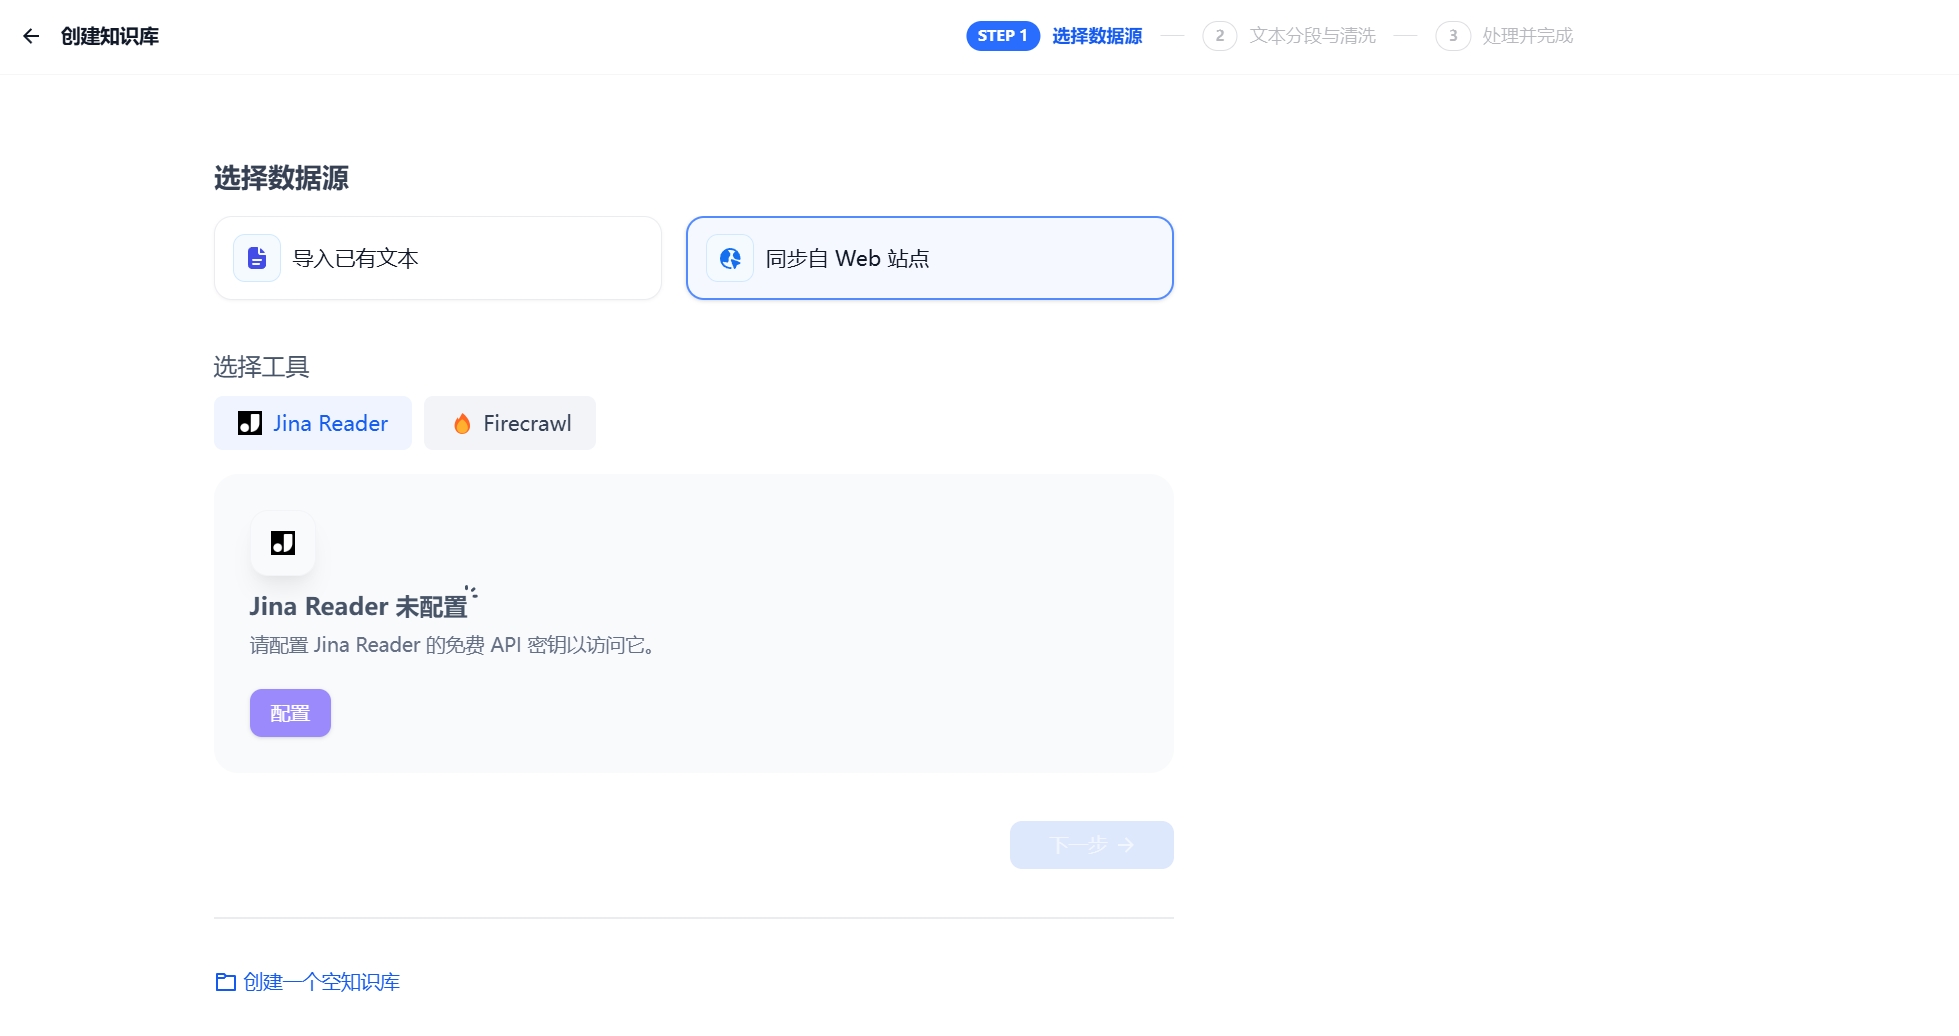 创建知识库
STEP 1 选择数据源 2 文本分段与清洗 3 处理并完成
选择数据源
导入已有文本
同步自 Web 站点
选择工具
Jina Reader
Firecrawl
Jina Reader 未配置
请配置 Jina Reader 的免费 API 密钥以访问它。
配置
下一步
创建一个空知识库